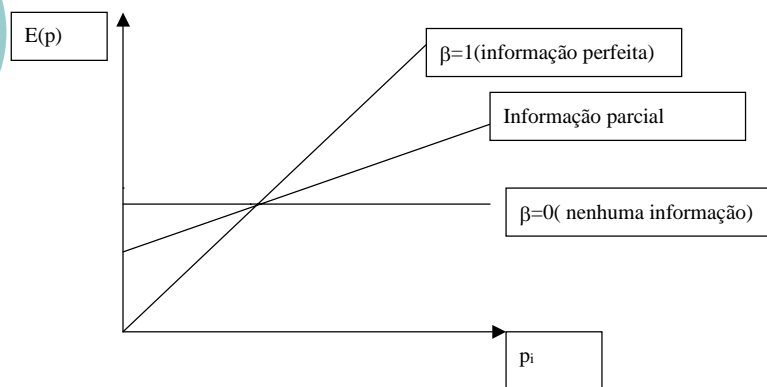 E(p)
β=1(informação perfeita)
Informação parcial
β=0( nenhuma informação)
pi